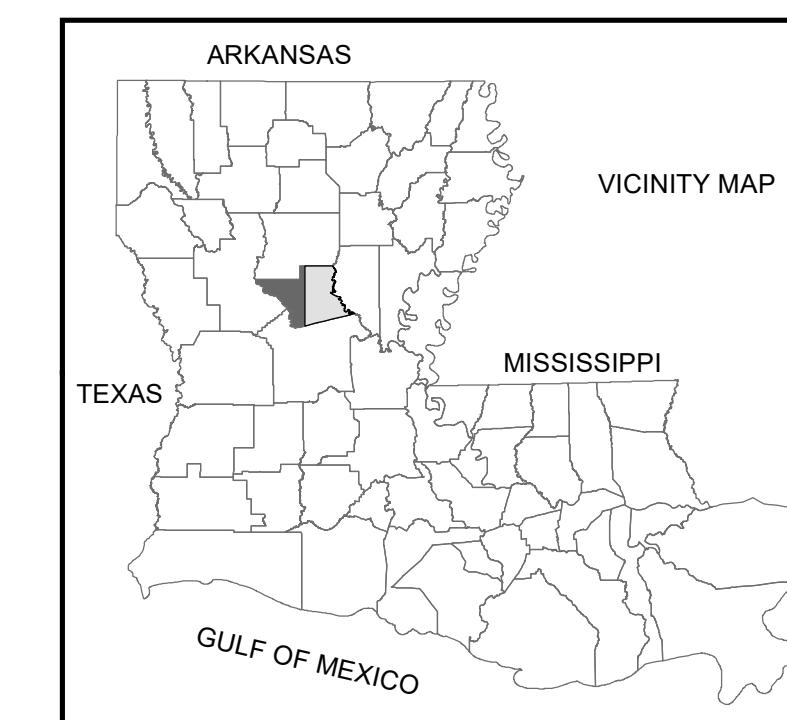 ARKANSAS
VICINITY MAP
MISSISSIPPI
TEXAS
GULF OF MEXICO